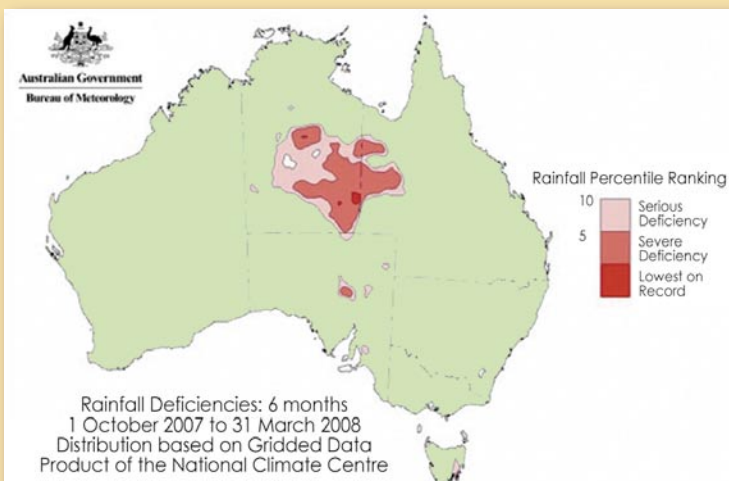 Australian Government
Bureau of Meteorology
Rainfall Percentile Ranking
10
Serious
Deficiency
5
Severe
Deficiency
Lowest on
Record
Rainfall Deficiencies: 6 months
1 October 2007 to 31 March 2008
Distribution based on Gridded Data
Product of the National Climate Centre